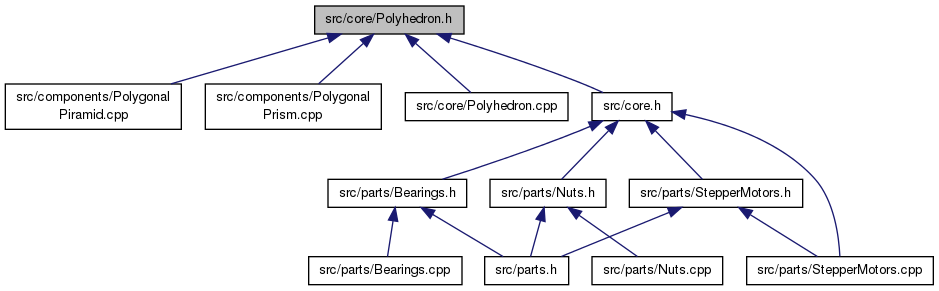 src/core/Polyhedron.h
src/components/Polygonal
Piramid.cpp
src/components/Polygonal
Prism.cpp
src/core/Polyhedron.cpp
src/core.h
src/parts/Bearings.h
src/parts/Nuts.h
src/parts/StepperMotors.h
src/parts/Bearings.cpp
src/parts.h
src/parts/Nuts.cpp
src/parts/StepperMotors.cpp